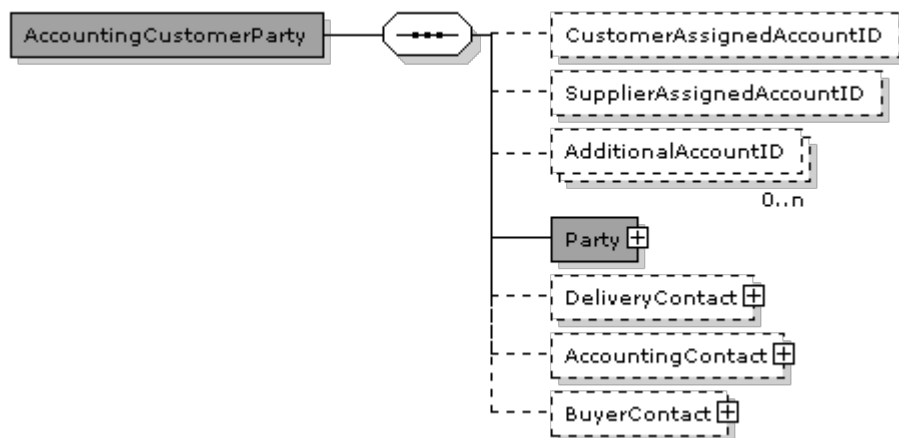 AccountingCustomerParty
CustomerAssignedAccountID
SupplierAssignedAccountID
AdditionalAccountID
0..n
Party
DeliveryContact
AccountingContact
BuyerContact